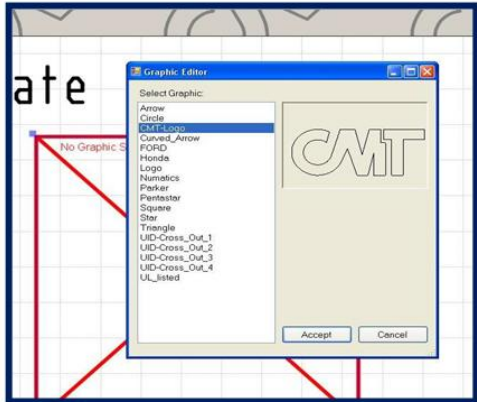 ate
No Graphic S
Graphic Editor
Select Graphic:
Arrow
Circle
CMT-Logo
Curved_Arrow
FORD
Honda
Logo
Numatics
Parker
Pentastar
Square
Star
Triangle
UID-Cross_Out_1
UID-Cross_Out_2
UID-Cross_Out_3
UID-Cross_Out_4
UL_listed
CMT
Accept
Cancel